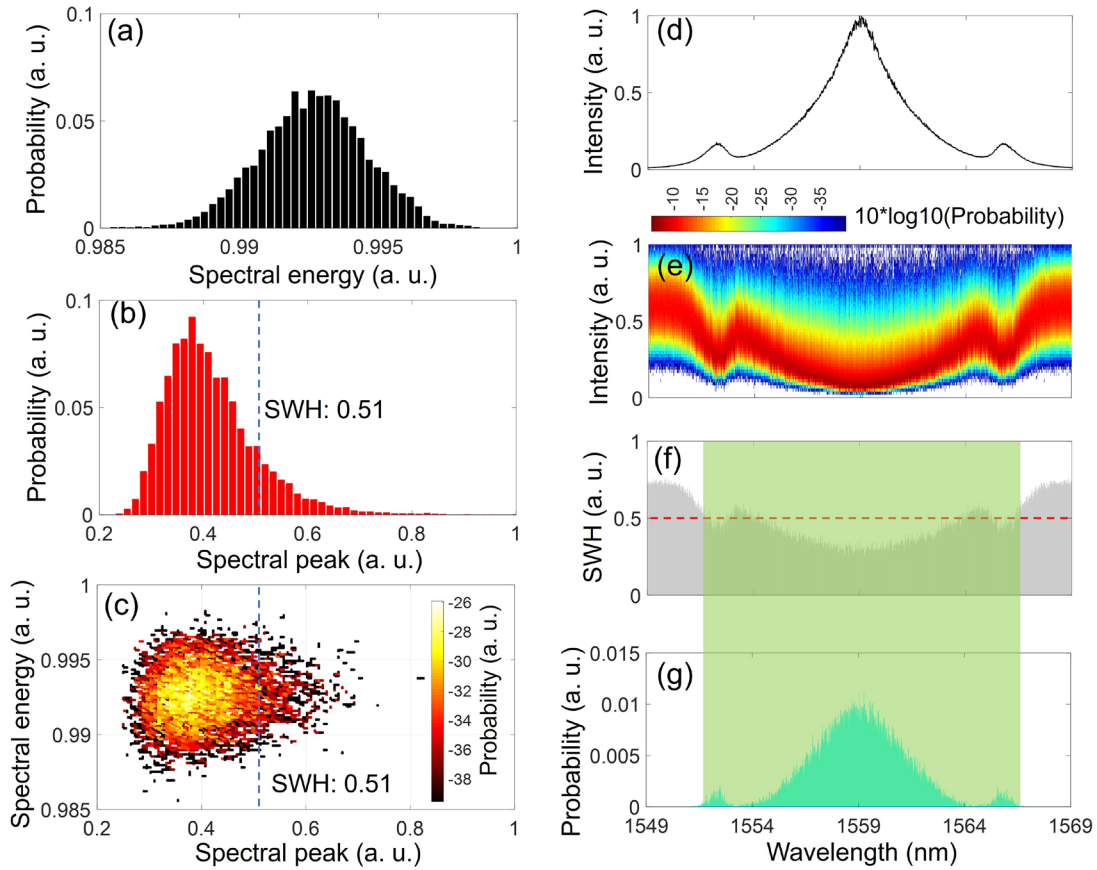 (a)
Probability (a. u.)
0.1
0.05
0
0.985
0.99
0.995
1
Spectral energy (a. u.)
(b)
Probability (a. u.)
0.1
0.05
0
SWH: 0.51
0.2
0.4
0.6
0.8
1
Spectral peak (a. u.)
(c)
Spectral energy (a. u.)
1
0.995
0.99
0.985
SWH: 0.51
-26
-28
-30
-32
-34
-36
-38
Probability (a. u.)
0.2
0.4
0.6
0.8
1
Spectral peak (a. u.)
(d)
Intensity (a. u.)
1
0.5
0
-10
-15
-20
-25
-30
-35
10*log10(Probability)
(e)
Intensity (a. u.)
1
0.5
0
(f)
SWH (a. u.)
1
0.5
0
(g)
Probability (a. u.)
0.015
0.01
0.005
0
1549
1554
1559
1564
1569
Wavelength (nm)